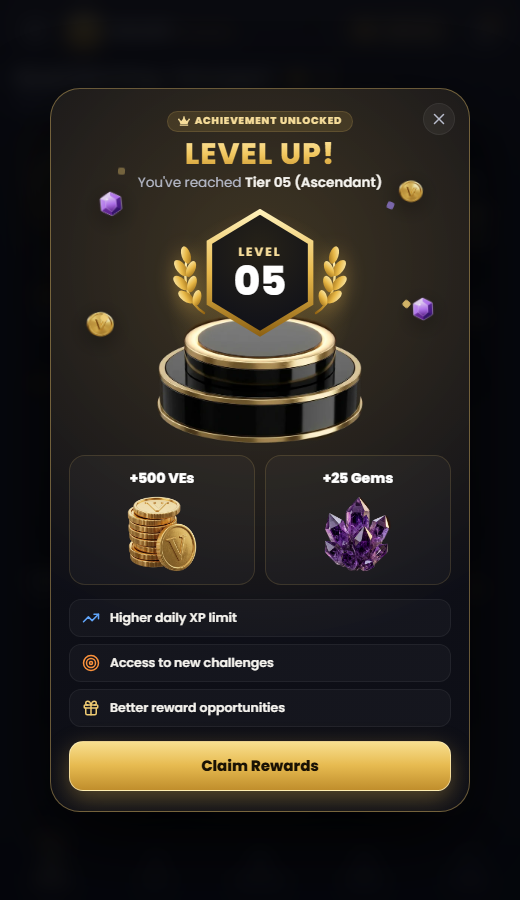 ACHIEVEMENT UNLOCKED
LEVEL UP!
You've reached Tier 05 (Ascendant)
LEVEL
05
+500 VEs
+25 Gems
V
V
V
Higher daily XP limit
Access to new challenges
Better reward opportunities
Claim Rewards